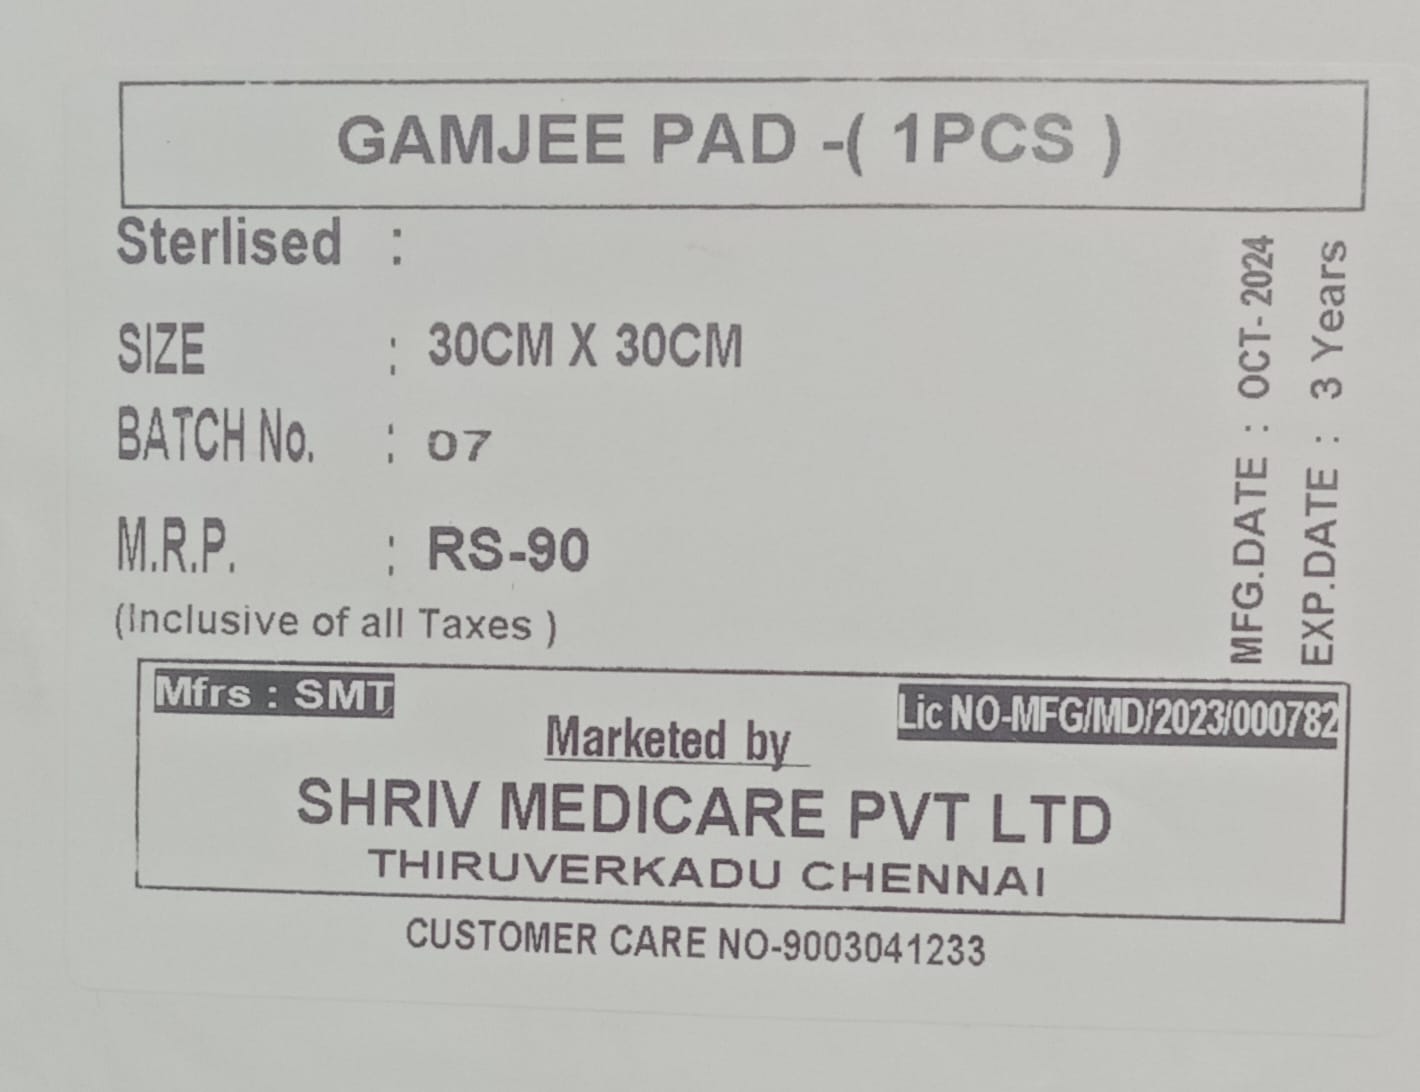 GAMJEE PAD -( 1PCS )
Sterlised :
SIZE : 30CM X 30CM
BATCH No. : 07
M.R.P. : RS-90
(Inclusive of all Taxes )
MFG.DATE : OCT- 2024
EXP.DATE : 3 Years
Mfrs : SMT
Lic NO-MFG/MD/2023/000782
Marketed by
SHRIV MEDICARE PVT LTD
THIRUVERKADU CHENNAI
CUSTOMER CARE NO-9003041233